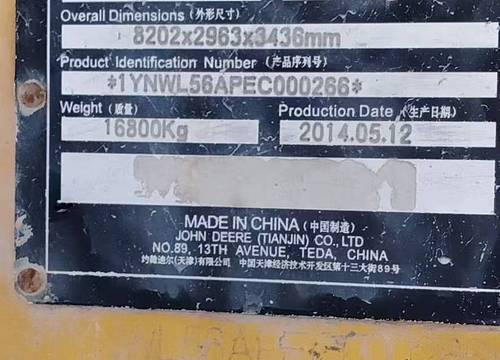 Overall Dimensions (外形尺寸)
8202x2963x3436mm
Product Identification Number (产品序列号)
*1YNWL56APEC000266*
Weight (质量) Production Date (生产日期)
16800Kg 2014.05.12
MADE IN CHINA (中国制造)
JOHN DEERE (TIANJIN) CO., LTD
NO.89, 13TH AVENUE, TEDA, CHINA
约翰迪尔(天津)有限公司 中国天津经济技术开发区第十三大街89号